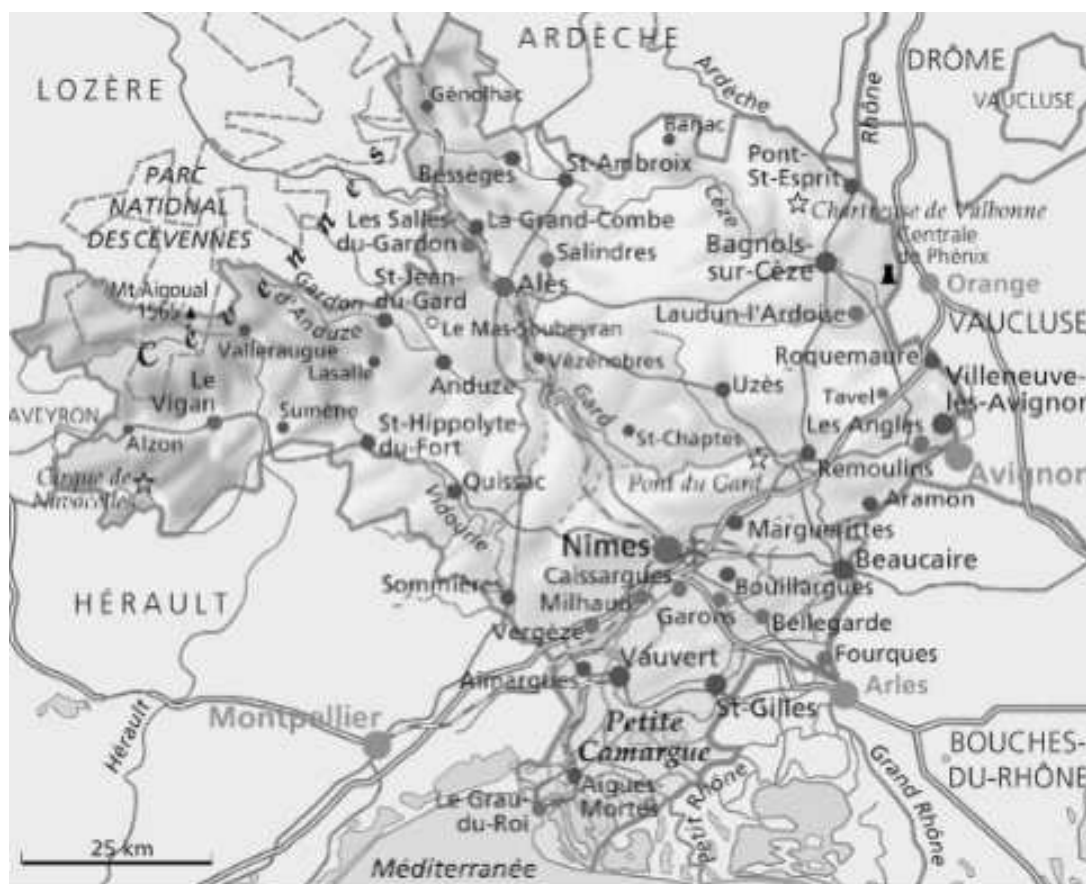 ARDÈCHE
DRÔME
LOZÈRE
VAUCLUSE
Ardèche
Rhône
Génolhac
Barjac
PARC
NATIONAL
DES CEVENNES
Bessèges
St-Ambroix
Pont-
St-Esprit
Cèze
Chartreuse de Valbonne
Les Salles-
du-Gardon
La Grand-Combe
Salindres
Bagnols-
sur-Cèze
Centrale
de Phénix
Orange
Mt Aigoual
1565
Gardon
d'Anduze
St-Jean-
du-Gard
Alès
Le Mas-Soubeyran
Laudun-l'Ardoise
VAUCLUSE
Cévennes
Valleraugue
Lasalle
Anduze
Vézénobres
Roquemaure
Uzès
Tavel
Villeneuve-
lès-Avignon
Le
Vigan
AVEYRON
Alzon
Sumène
St-Hippolyte-
du-Fort
Gard
St-Chaptes
Les Angles
Avignon
Cirque de
Navacelles
Quissac
Vidourle
Pont du Gard
Remoulins
Aramon
Marguerittes
Nîmes
Beaucaire
HÉRAULT
Sommières
Caissargues
Bouillargues
Milhaud
Garons
Bellegarde
Vergèze
Fourques
Vauvert
Aimargues
Arles
St-Gilles
Montpellier
Hérault
Petite
Camargue
BOUCHES-
DU-RHÔNE
Aigues-
Mortes
Le Grau-
du-Roi
Petit Rhône
Grand Rhône
25 km
Méditerranée